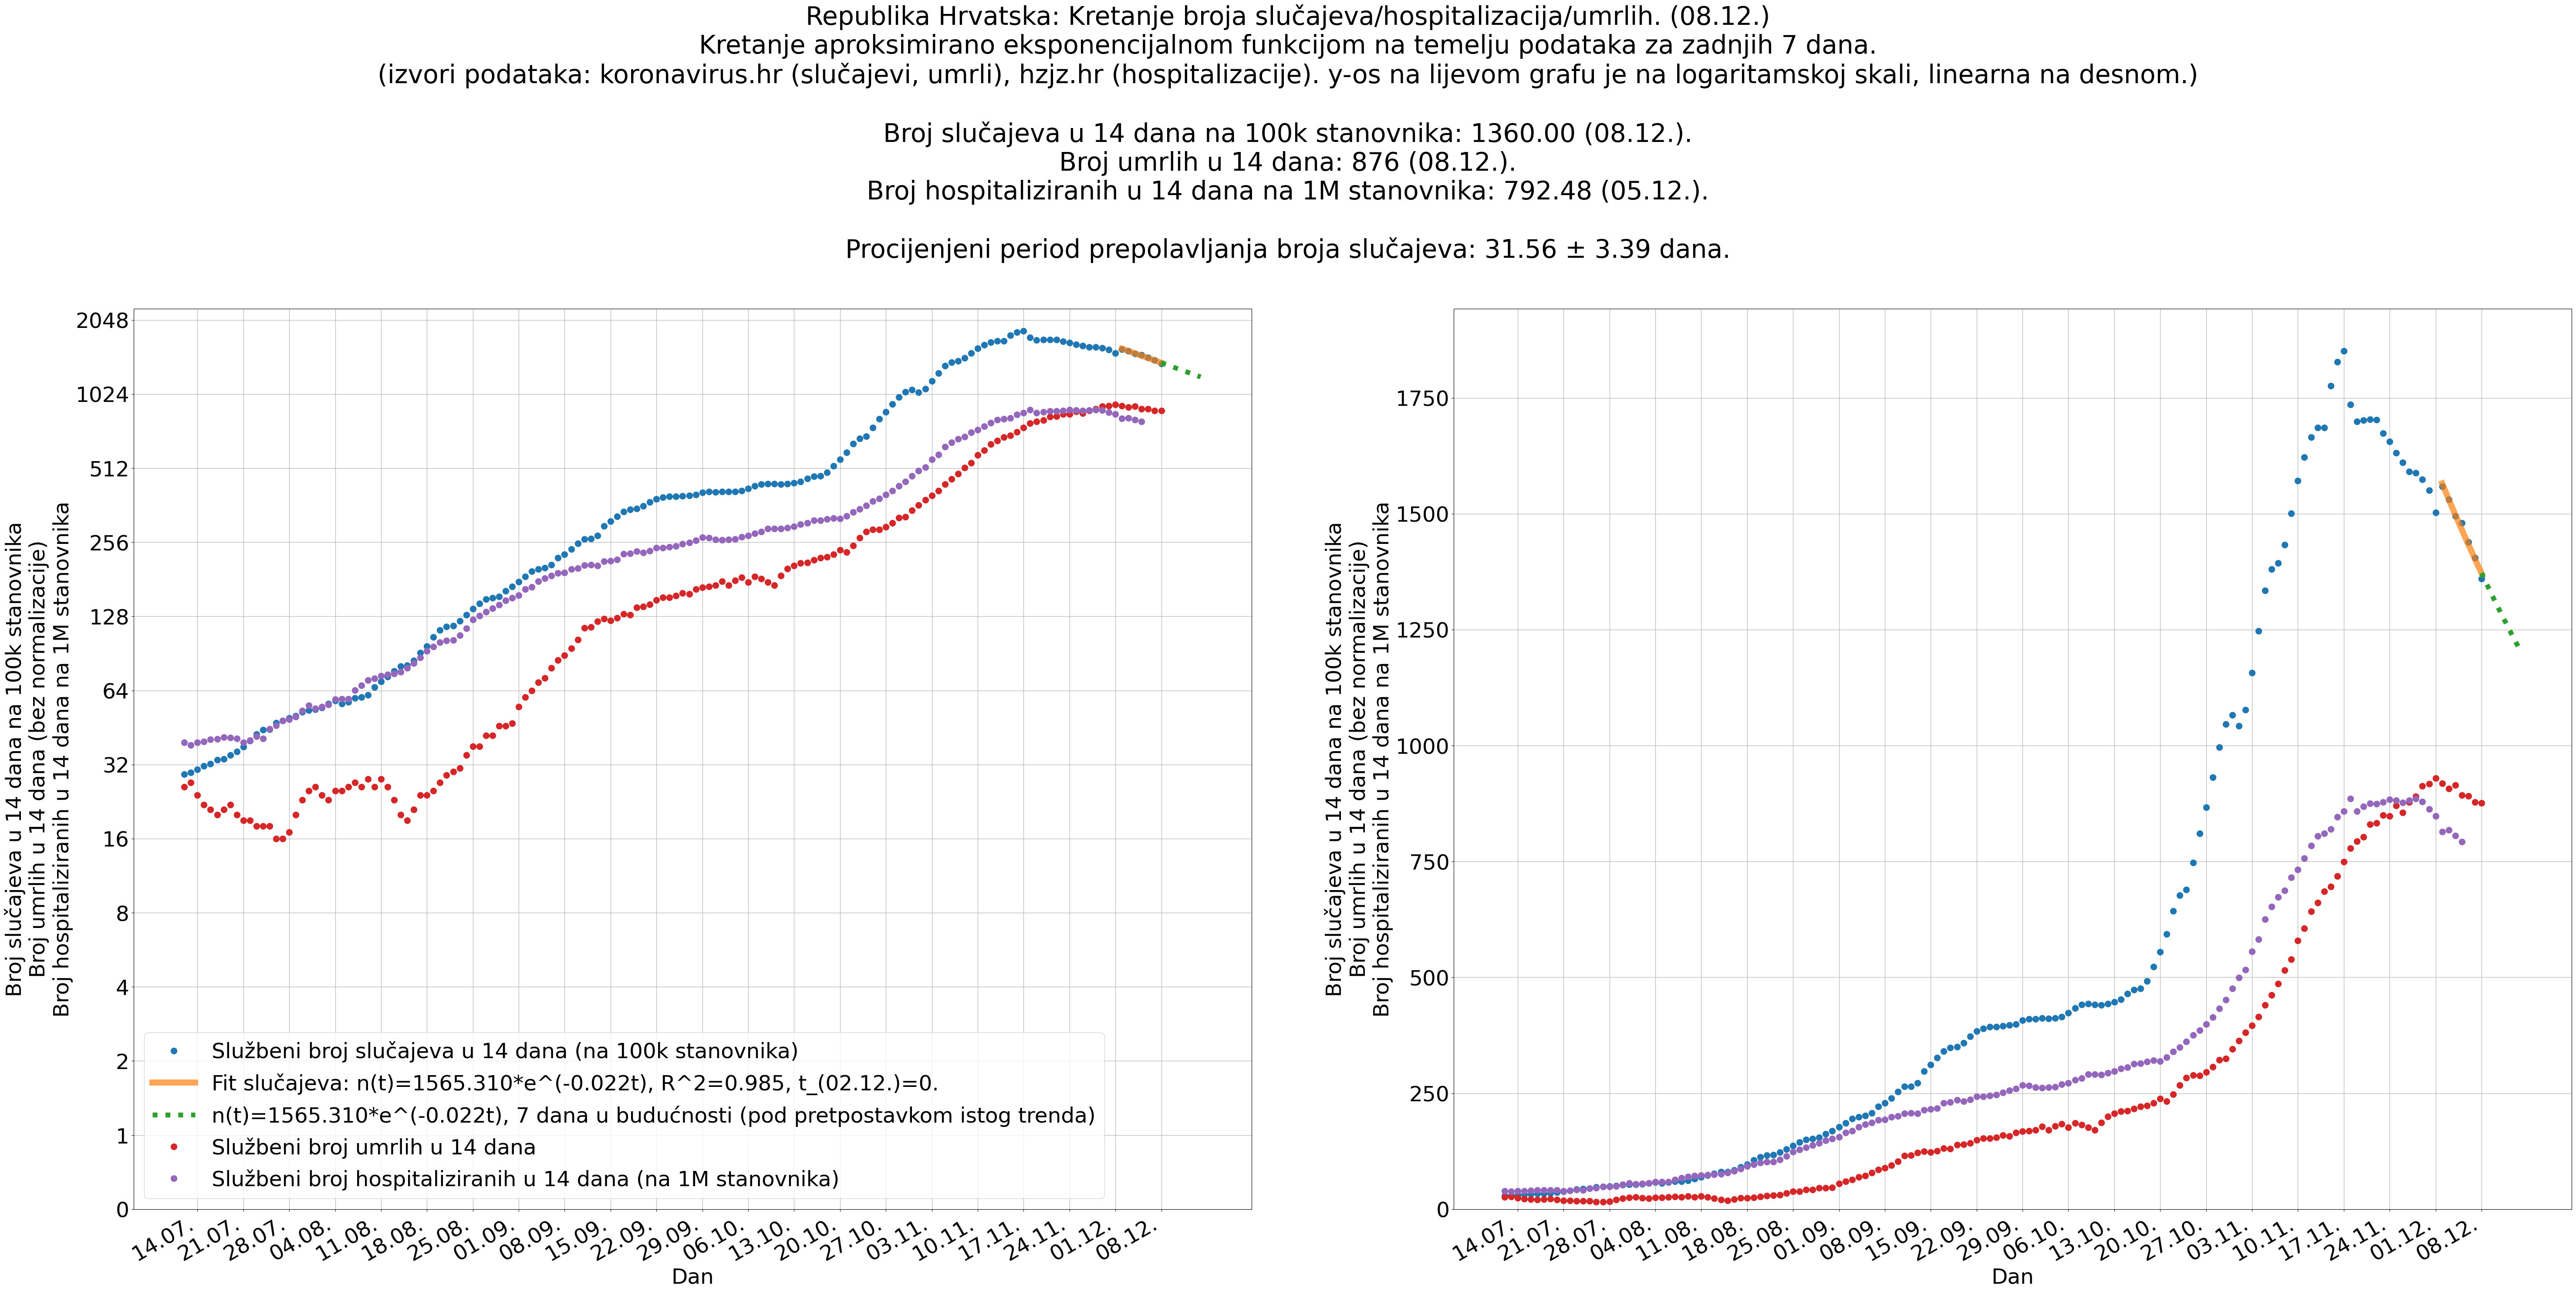 Republika Hrvatska: Kretanje broja slučajeva/hospitalizacija/umrlih. (08.12.)
Kretanje aproksimirano eksponencijalnom funkcijom na temelju podataka za zadnjih 7 dana.
(izvori podataka: koronavirus.hr (slučajevi, umrli), hzjz.hr (hospitalizacije). y-os na lijevom grafu je na logaritamskoj skali, linearna na desnom.)
Broj slučajeva u 14 dana na 100k stanovnika: 1360.00 (08.12.).
Broj umrlih u 14 dana: 876 (08.12.).
Broj hospitaliziranih u 14 dana na 1M stanovnika: 792.48 (05.12.).
Procijenjeni period prepolavljanja broja slučajeva: 31.56 ± 3.39 dana.
Broj slučajeva u 14 dana na 100k stanovnika
Broj umrlih u 14 dana (bez normalizacije)
Broj hospitaliziranih u 14 dana na 1M stanovnika
2048
1024
512
256
128
64
32
16
8
4
2
1
0
Službeni broj slučajeva u 14 dana (na 100k stanovnika)
Fit slučajeva: n(t)=1565.310*e^(-0.022t), R^2=0.985, t_(02.12.)=0.
n(t)=1565.310*e^(-0.022t), 7 dana u budućnosti (pod pretpostavkom istog trenda)
Službeni broj umrlih u 14 dana
Službeni broj hospitaliziranih u 14 dana (na 1M stanovnika)
14.07. 21.07. 28.07. 04.08. 11.08. 18.08. 25.08. 01.09. 08.09. 15.09. 22.09. 29.09. 06.10. 13.10. 20.10. 27.10. 03.11. 10.11. 17.11. 24.11. 01.12. 08.12.
Dan
Broj slučajeva u 14 dana na 100k stanovnika
Broj umrlih u 14 dana (bez normalizacije)
Broj hospitaliziranih u 14 dana na 1M stanovnika
1750
1500
1250
1000
750
500
250
0
14.07. 21.07. 28.07. 04.08. 11.08. 18.08. 25.08. 01.09. 08.09. 15.09. 22.09. 29.09. 06.10. 13.10. 20.10. 27.10. 03.11. 10.11. 17.11. 24.11. 01.12. 08.12.
Dan